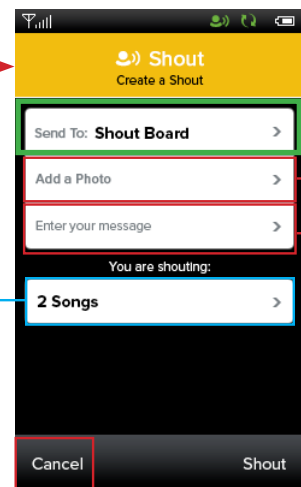 Shout
Create a Shout
Send To: Shout Board
Add a Photo
Enter your message
You are shouting:
2 Songs
Cancel
Shout